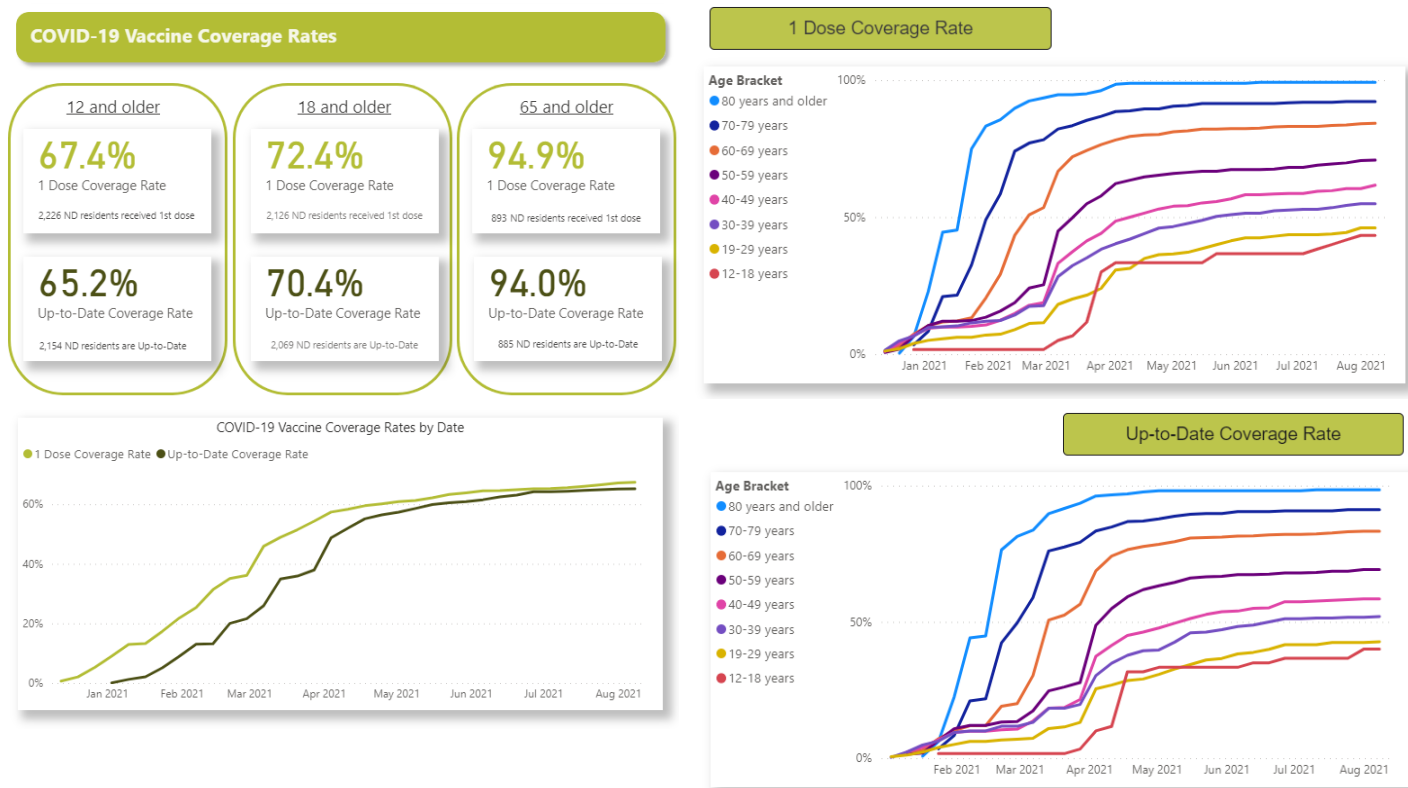 COVID-19 Vaccine Coverage Rates
12 and older
67.4%
1 Dose Coverage Rate
2,226 ND residents received 1st dose
65.2%
Up-to-Date Coverage Rate
2,154 ND residents are Up-to-Date
18 and older
72.4%
1 Dose Coverage Rate
2,126 ND residents received 1st dose
70.4%
Up-to-Date Coverage Rate
2,069 ND residents are Up-to-Date
65 and older
94.9%
1 Dose Coverage Rate
893 ND residents received 1st dose
94.0%
Up-to-Date Coverage Rate
885 ND residents are Up-to-Date
COVID-19 Vaccine Coverage Rates by Date
1 Dose Coverage Rate Up-to-Date Coverage Rate
60%
40%
20%
0%
Jan 2021 Feb 2021 Mar 2021 Apr 2021 May 2021 Jun 2021 Jul 2021 Aug 2021
1 Dose Coverage Rate
Age Bracket
80 years and older
70-79 years
60-69 years
50-59 years
40-49 years
30-39 years
19-29 years
12-18 years
100%
50%
0%
Jan 2021 Feb 2021 Mar 2021 Apr 2021 May 2021 Jun 2021 Jul 2021 Aug 2021
Up-to-Date Coverage Rate
Age Bracket
80 years and older
70-79 years
60-69 years
50-59 years
40-49 years
30-39 years
19-29 years
12-18 years
100%
50%
0%
Feb 2021 Mar 2021 Apr 2021 May 2021 Jun 2021 Jul 2021 Aug 2021